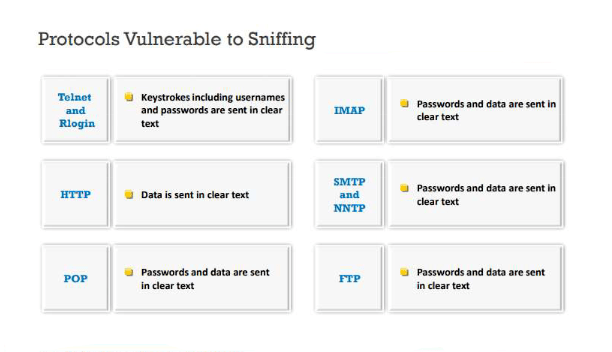 Protocols Vulnerable to Sniffing
Telnet
and
Rlogin
Keystrokes including usernames
and passwords are sent in clear
text
IMAP
Passwords and data are sent in
clear text
HTTP
Data is sent in clear text
SMTP
and
NNTP
Passwords and data are sent in
clear text
POP
Passwords and data are sent
in clear text
FTP
Passwords and data are sent
in clear text